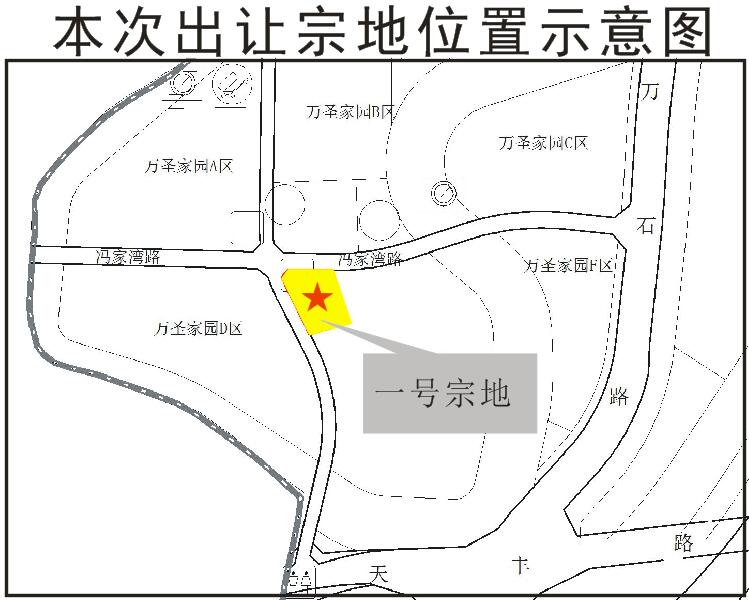 本次出让宗地位置示意图
万圣家园B区
万圣家园C区
万圣家园A区
万石路
冯家湾路
冯家湾路
万圣家园F区
万圣家园D区
一号宗地
天卞路